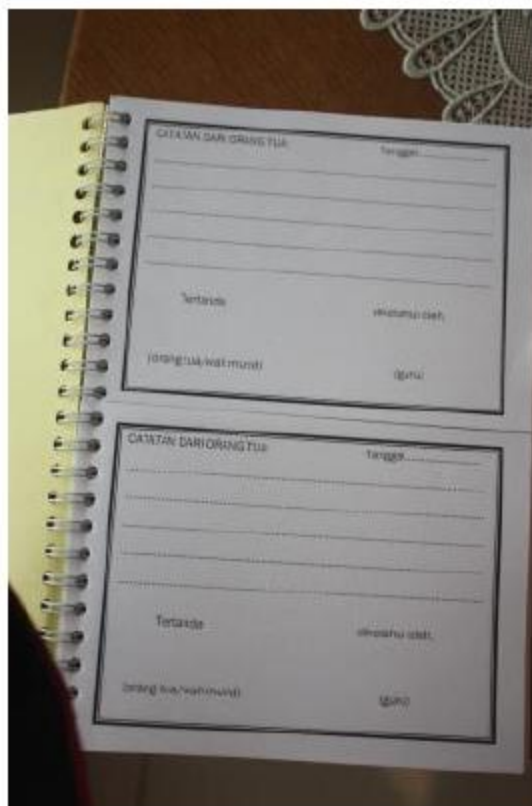 CATATAN DARI ORANG TUA Tanggal....................
Tertanda diketahui oleh,
(orang tua/wali murid) (guru)
CATATAN DARI ORANG TUA Tanggal....................
Tertanda diketahui oleh,
(orang tua/wali murid) (guru)